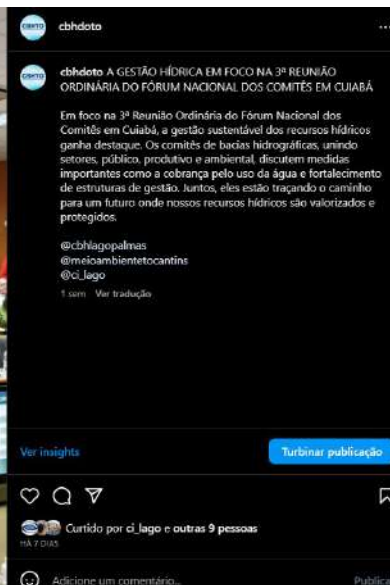 cbhdoto
cbhdoto A GESTÃO HÍDRICA EM FOCO NA 3ª REUNIÃO
ORDINÁRIA DO FÓRUM NACIONAL DOS COMITÊS EM CUIABÁ
Em foco na 3ª Reunião Ordinária do Fórum Nacional dos
Comitês em Cuiabá, a gestão sustentável dos recursos hídricos
ganha destaque. Os comitês de bacias hidrográficas, unindo
setores, público, produtivo e ambiental, discutem medidas
importantes como a cobrança pelo uso da água e fortalecimento
de estruturas de gestão. Juntos, eles estão traçando o caminho
para um futuro onde nossos recursos hídricos são valorizados e
protegidos.
@cbhlagopalmas
@meioambientetocantins
@ci_lago
1 sem Ver tradução
Ver insights
Turbinar publicação
Curtido por ci_lago e outras 9 pessoas
HÁ 7 DIAS
Adicione um comentário...
Publica